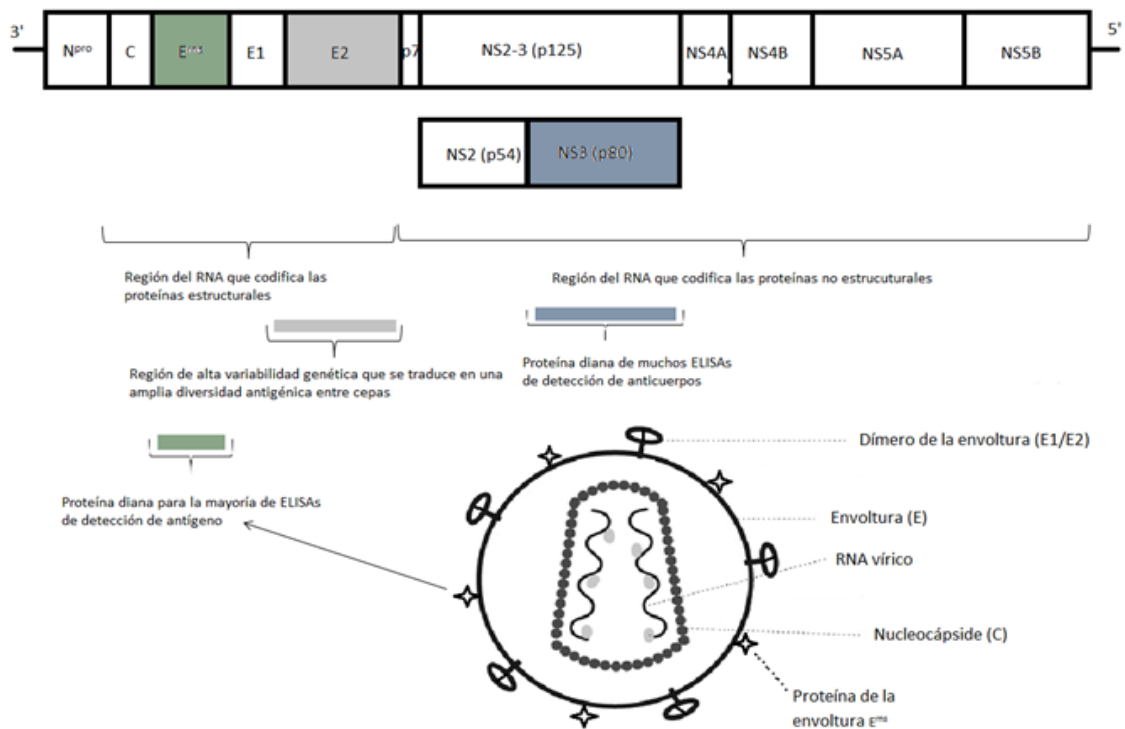 3'
5'
Npro
C
Erns
E1
E2
p7
NS2-3 (p125)
NS4A
NS4B
NS5A
NS5B
NS2 (p54)
NS3 (p80)
Región del RNA que codifica las
proteínas estructurales
Región del RNA que codifica las proteínas no estrucuturales
Región de alta variabilidad genética que se traduce en una
amplia diversidad antigénica entre cepas
Proteína diana de muchos ELISAs
de detección de anticuerpos
Proteína diana para la mayoría de ELISAs
de detección de antígeno
Dímero de la envoltura (E1/E2)
Envoltura (E)
RNA vírico
Nucleocápside (C)
Proteína de la
envoltura Erns